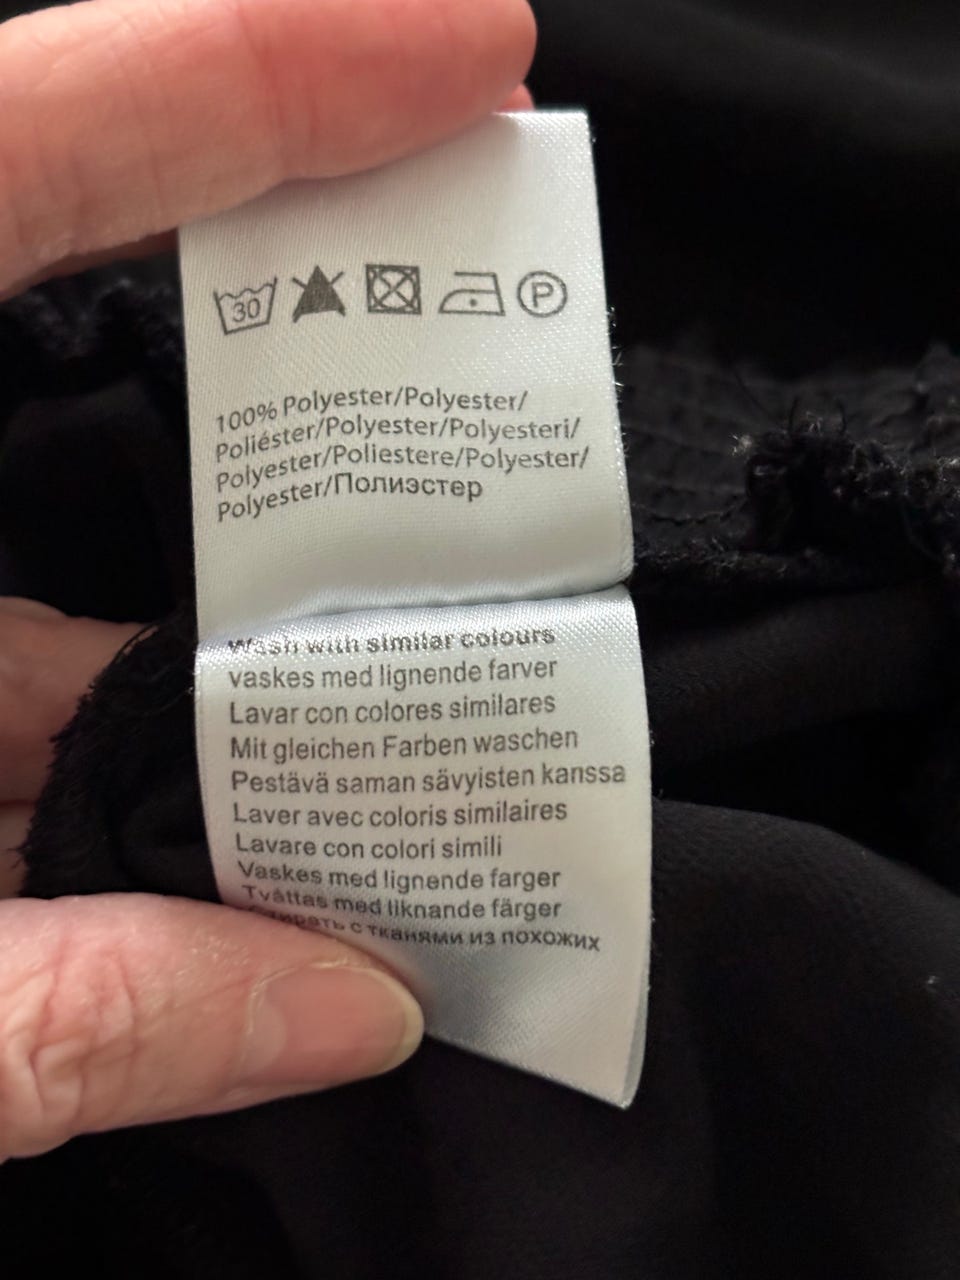 30 P
100% Polyester/Polyester/
Poliéster/Polyester/Polyesteri/
Polyester/Poliestere/Polyester/
Polyester/Полиэстер
Wash with similar colours
vaskes med lignende farver
Lavar con colores similares
Mit gleichen Farben waschen
Pestävä saman sävyisten kanssa
Laver avec coloris similaires
Lavare con colori simili
Vaskes med lignende farger
Tvättas med liknande färger
Стирать с тканями из похожих